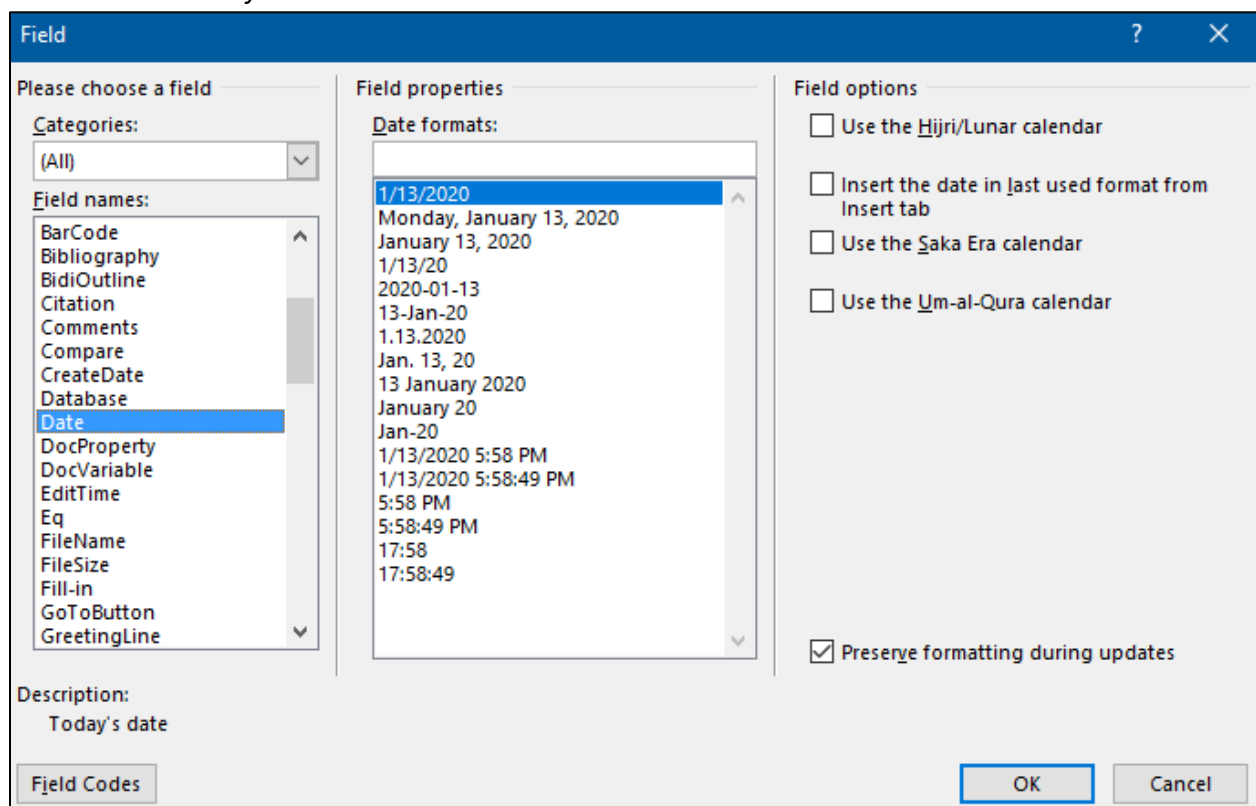 Field
?
Please choose a field
Categories:
(All)
Field names:
BarCode
Bibliography
BidiOutline
Citation
Comments
Compare
CreateDate
Database
Date
DocProperty
DocVariable
EditTime
Eq
FileName
FileSize
Fill-in
GoToButton
GreetingLine
Field properties
Date formats:
1/13/2020
Monday, January 13, 2020
January 13, 2020
1/13/20
2020-01-13
13-Jan-20
1.13.2020
Jan. 13, 20
13 January 2020
January 20
Jan-20
1/13/2020 5:58 PM
1/13/2020 5:58:49 PM
5:58 PM
5:58:49 PM
17:58
17:58:49
Field options
Use the Hijri/Lunar calendar
Insert the date in last used format from
Insert tab
Use the Saka Era calendar
Use the Um-al-Qura calendar
Preserve formatting during updates
Description:
Today's date
Field Codes
OK
Cancel